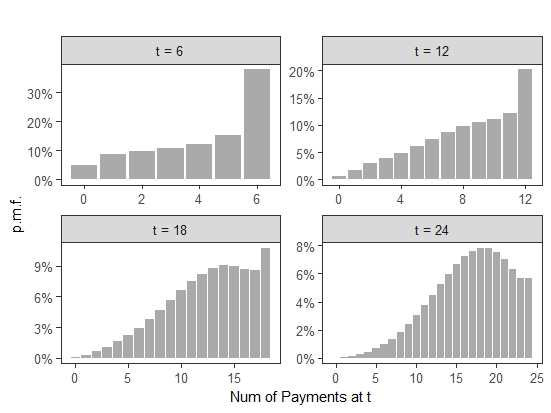 t = 6
t = 12
30%
20%
10%
0%
20%
15%
10%
5%
0%
0 2 4 6
0 4 8 12
p.m.f.
t = 18
t = 24
9%
6%
3%
0%
8%
6%
4%
2%
0%
0 5 10 15
0 5 10 15 20 25
Num of Payments at t